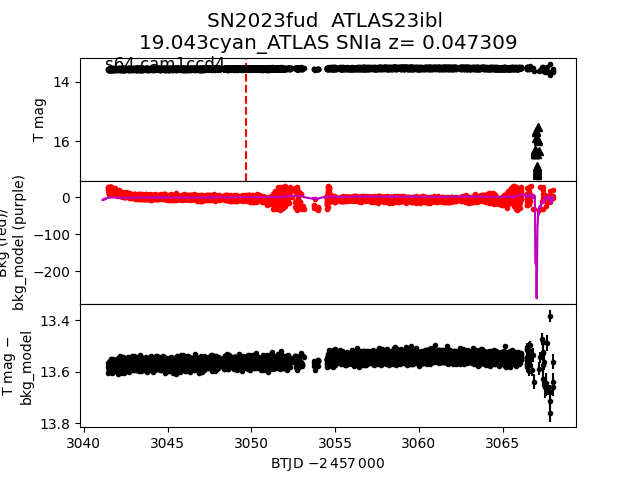 SN2023fud  ATLAS23ibl
19.043cyan_ATLAS SNIa z= 0.047309
s64 cam1ccd4
14
16
T mag
0
−100
−200
Bkg (red)/
bkg_model (purple)
13.4
13.6
13.8
T mag −
bkg_model
3040
3045
3050
3055
3060
3065
BTJD −2 457 000